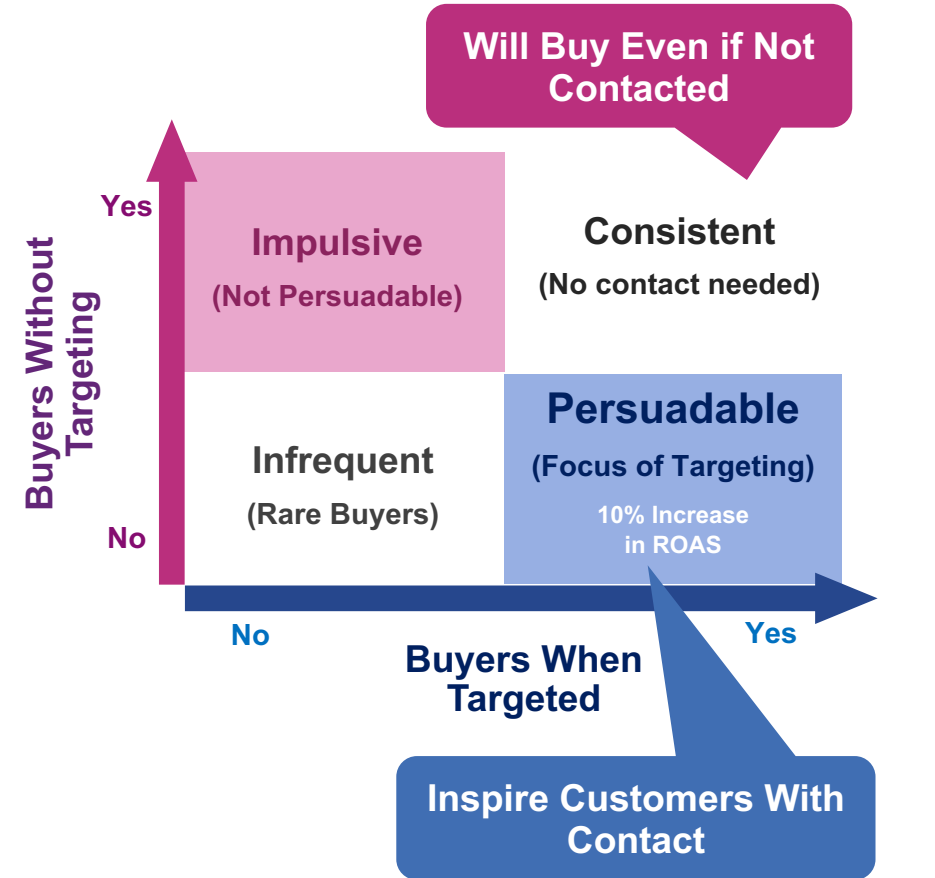 Will Buy Even if Not
Contacted
Yes
Buyers Without
Targeting
No
Impulsive
(Not Persuadable)
Consistent
(No contact needed)
Infrequent
(Rare Buyers)
Persuadable
(Focus of Targeting)
10% Increase
in ROAS
No
Yes
Buyers When
Targeted
Inspire Customers With
Contact